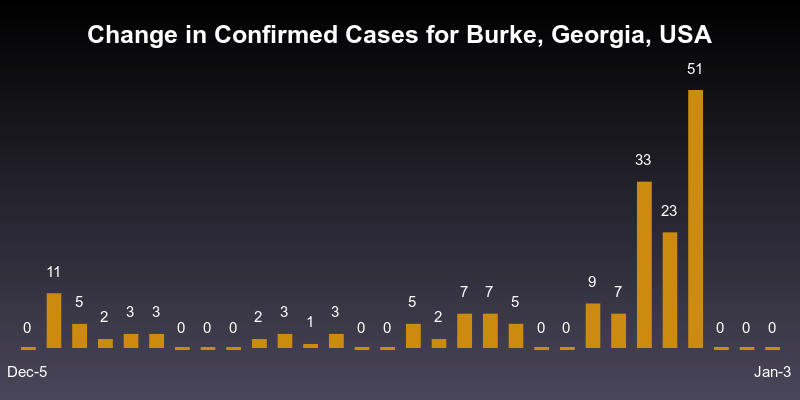 Change in Confirmed Cases for Burke, Georgia, USA
0 11 5 2 3 3 0 0 0 2 3 1 3 0 0 5 2 7 7 5 0 0 9 7 33 23 51 0 0 0
Dec-5 Jan-3